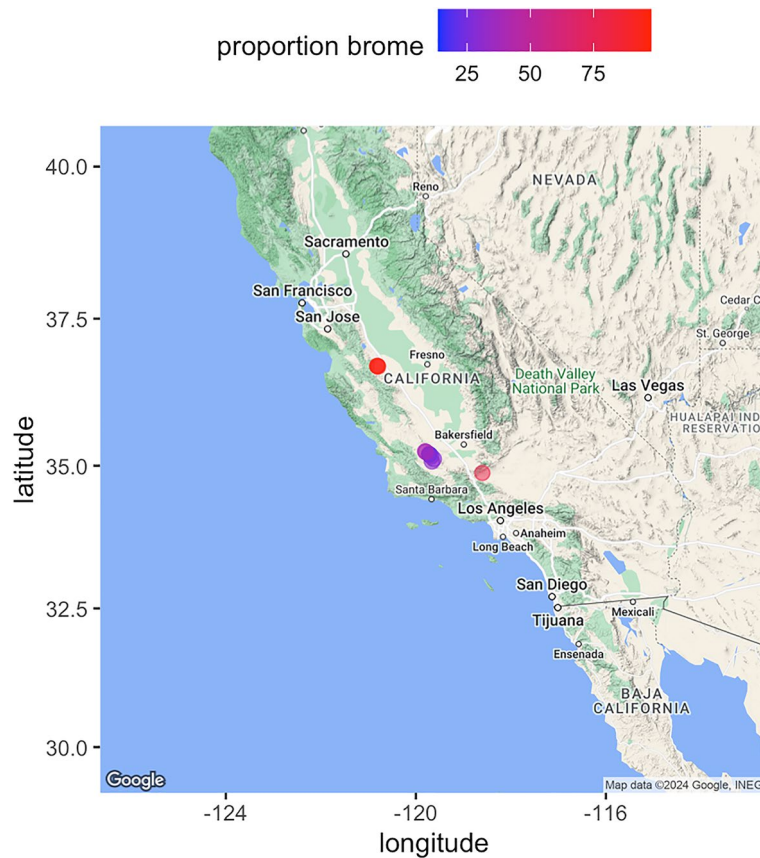 proportion brome
25 50 75
40.0
37.5
35.0
32.5
30.0
latitude
Reno
NEVADA
Sacramento
San Francisco
San Jose
Cedar C
St. George
Fresno
CALIFORNIA
Death Valley
National Park
Las Vegas
HUALAPAI IND
RESERVATIO
Bakersfield
Santa Barbara
Los Angeles
Anaheim
Long Beach
San Diego
Mexicali
Tijuana
Ensenada
BAJA
CALIFORNIA
Google
Map data ©2024 Google, INEG
-124 -120 -116
longitude